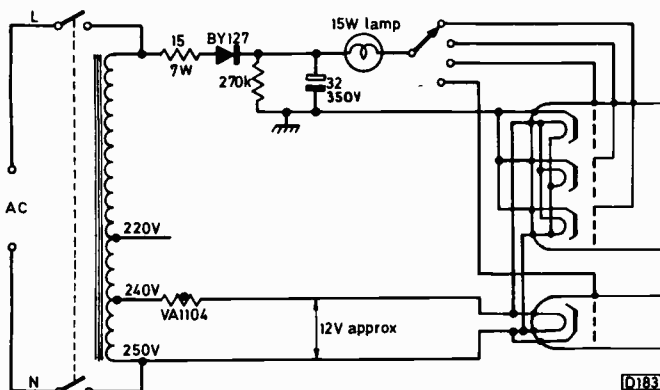 L
15
7W
BY127
15W lamp
270k
32
350V
AC
220V
240V
VA1104
12V approx
250V
N
D183